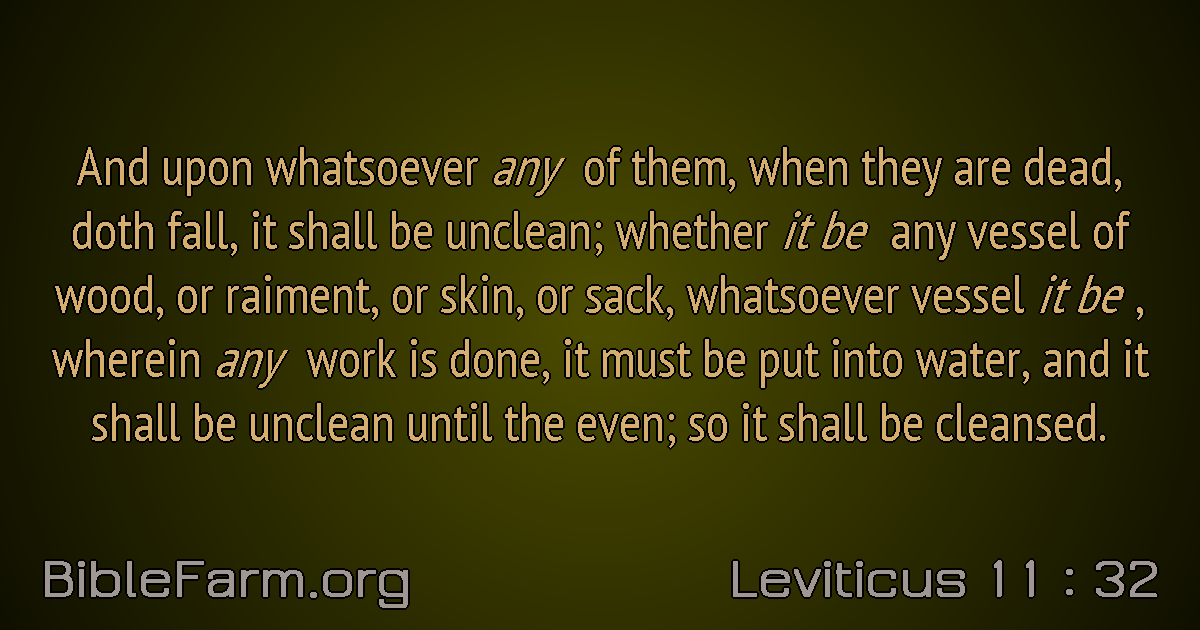 And upon whatsoever any of them, when they are dead,
doth fall, it shall be unclean; whether it be any vessel of
wood, or raiment, or skin, or sack, whatsoever vessel it be ,
wherein any work is done, it must be put into water, and it
shall be unclean until the even; so it shall be cleansed.
BibleFarm.org
Leviticus 11 : 32